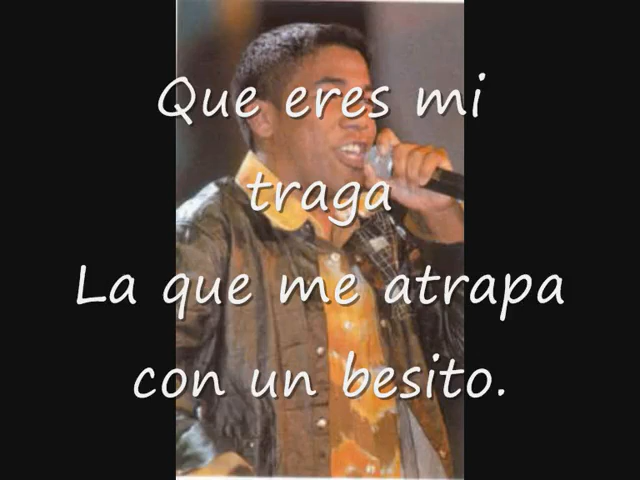 Que eres mi
traga
La que me atrapa
con un besito.